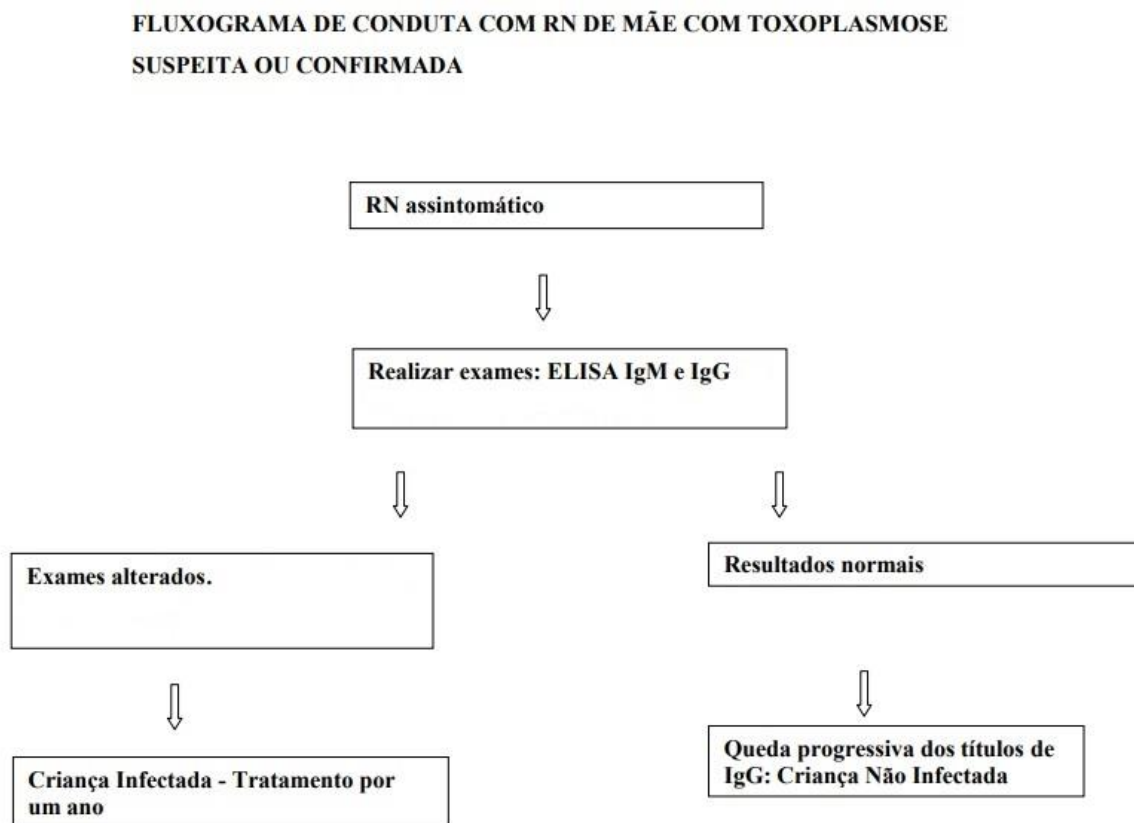 FLUXOGRAMA DE CONDUTA COM RN DE MÃE COM TOXOPLASMOSE
SUSPEITA OU CONFIRMADA
RN assintomático
Realizar exames: ELISA IgM e IgG
Exames alterados.
Resultados normais
Criança Infectada - Tratamento por
um ano
Queda progressiva dos títulos de
IgG: Criança Não Infectada